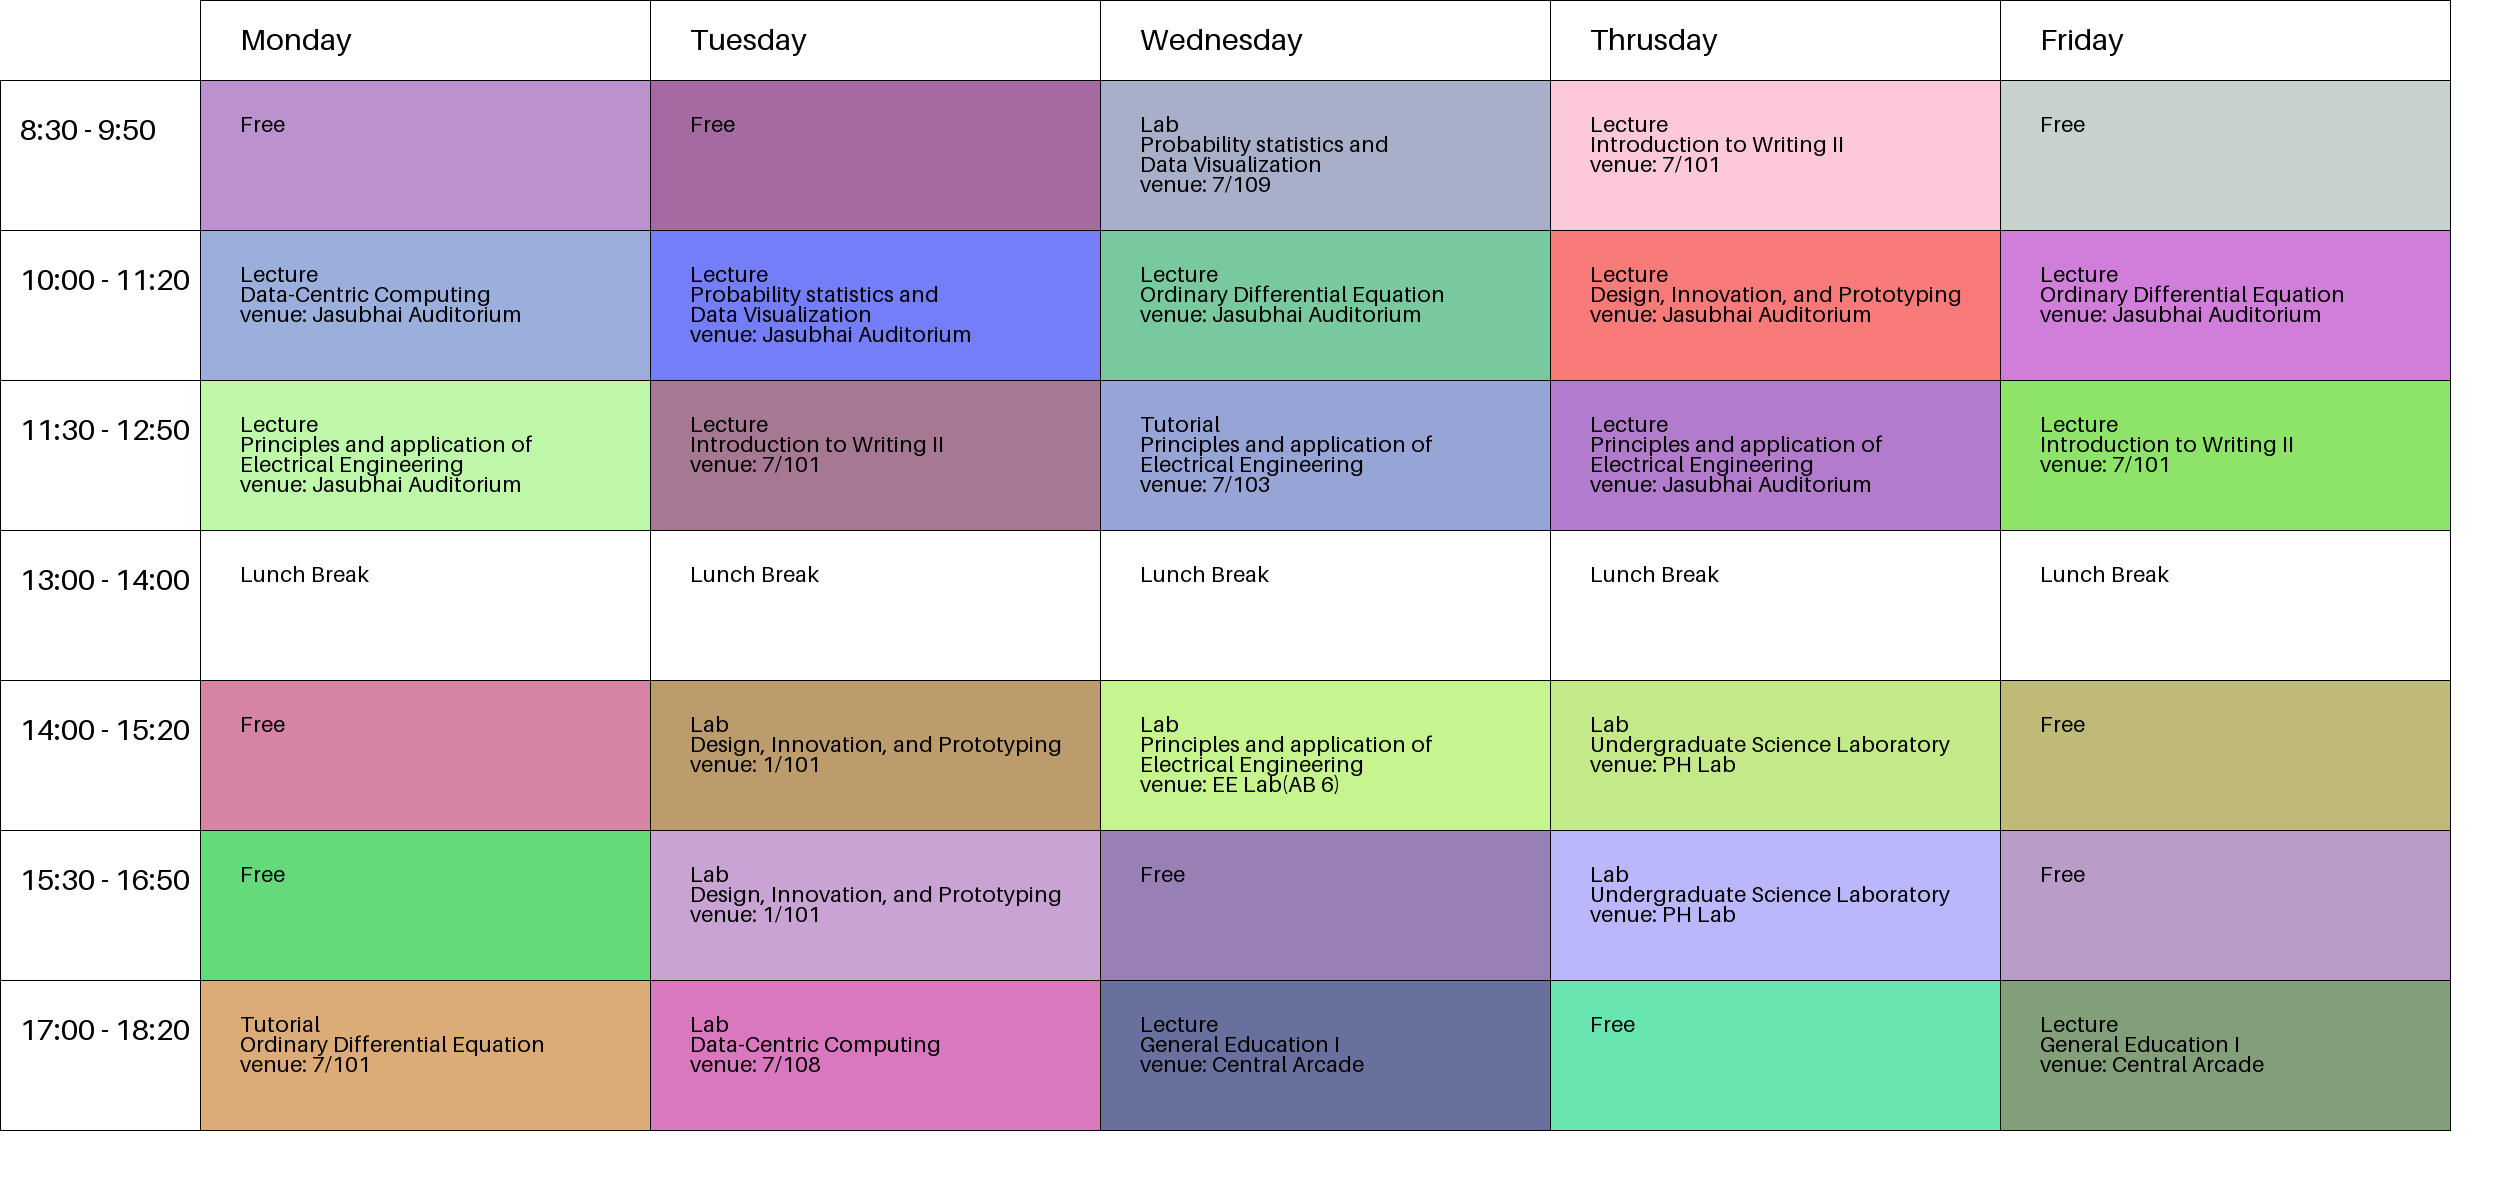 Monday
Tuesday
Wednesday
Thrusday
Friday
8:30 - 9:50
Free
Free
Lab
Probability statistics and
Data Visualization
venue: 7/109
Lecture
Introduction to Writing II
venue: 7/101
Free
10:00 - 11:20
Lecture
Data-Centric Computing
venue: Jasubhai Auditorium
Lecture
Probability statistics and
Data Visualization
venue: Jasubhai Auditorium
Lecture
Ordinary Differential Equation
venue: Jasubhai Auditorium
Lecture
Design, Innovation, and Prototyping
venue: Jasubhai Auditorium
Lecture
Ordinary Differential Equation
venue: Jasubhai Auditorium
11:30 - 12:50
Lecture
Principles and application of
Electrical Engineering
venue: Jasubhai Auditorium
Lecture
Introduction to Writing II
venue: 7/101
Tutorial
Principles and application of
Electrical Engineering
venue: 7/103
Lecture
Principles and application of
Electrical Engineering
venue: Jasubhai Auditorium
Lecture
Introduction to Writing II
venue: 7/101
13:00 - 14:00
Lunch Break
Lunch Break
Lunch Break
Lunch Break
Lunch Break
14:00 - 15:20
Free
Lab
Design, Innovation, and Prototyping
venue: 1/101
Lab
Principles and application of
Electrical Engineering
venue: EE Lab(AB 6)
Lab
Undergraduate Science Laboratory
venue: PH Lab
Free
15:30 - 16:50
Free
Lab
Design, Innovation, and Prototyping
venue: 1/101
Free
Lab
Undergraduate Science Laboratory
venue: PH Lab
Free
17:00 - 18:20
Tutorial
Ordinary Differential Equation
venue: 7/101
Lab
Data-Centric Computing
venue: 7/108
Lecture
General Education I
venue: Central Arcade
Free
Lecture
General Education I
venue: Central Arcade